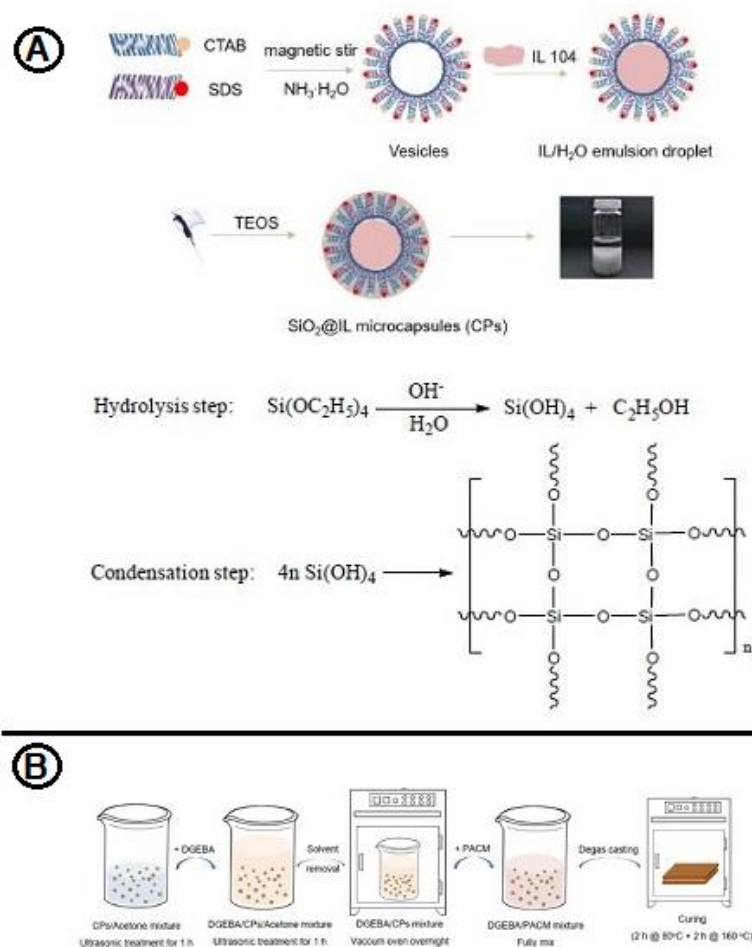 A
CTAB
SDS
magnetic stir
NH₃·H₂O
IL 104
Vesicles
IL/H₂O emulsion droplet
TEOS
SiO₂@IL microcapsules (CPs)
Hydrolysis step: Si(OC₂H₅)₄ OH⁻ H₂O Si(OH)₄ + C₂H₅OH
Condensation step: 4n Si(OH)₄
O O
O Si O Si O
O O
O Si O Si O
O O
n
B
+ DGEBA
Solvent
removal
+ PACM
Degas casting
CPs/Acetone mixture
Ultrasonic treatment for 1 h
DGEBA/CPs/Acetone mixture
Ultrasonic treatment for 1 h
DGEBA/CPs mixture
Vaccum oven overnight
DGEBA/PACM mixture
Fully mix
Curing
(2 h @ 80°C + 2 h @ 160 °C)